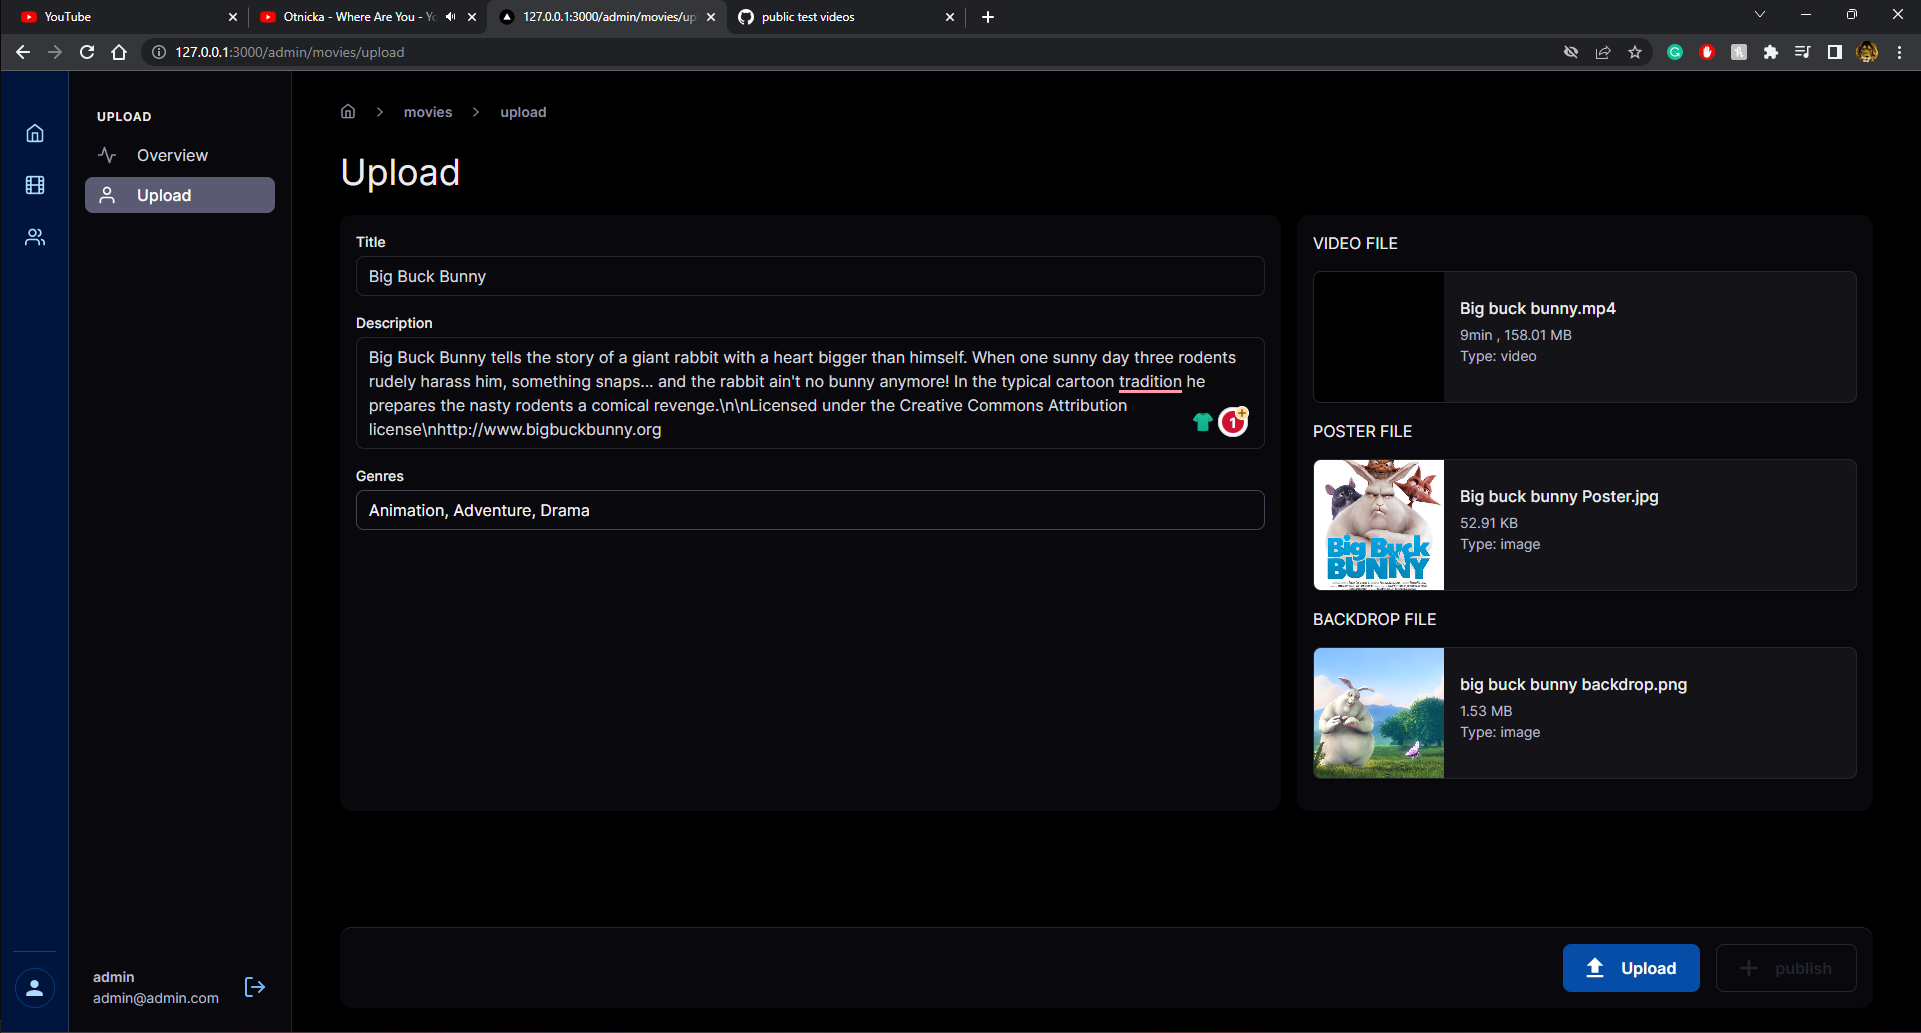 YouTube
Otnicka - Where Are You - Yo
127.0.0.1:3000/admin/movies/up
public test videos
127.0.0.1:3000/admin/movies/upload
UPLOAD
Overview
Upload
movies
upload
Upload
Title
Big Buck Bunny
Description
Big Buck Bunny tells the story of a giant rabbit with a heart bigger than himself. When one sunny day three rodents
rudely harass him, something snaps... and the rabbit ain't no bunny anymore! In the typical cartoon tradition he
prepares the nasty rodents a comical revenge.\n\nLicensed under the Creative Commons Attribution
license\nhttp://www.bigbuckbunny.org
1
Genres
Animation, Adventure, Drama
VIDEO FILE
Big buck bunny.mp4
9min , 158.01 MB
Type: video
POSTER FILE
Big Buck
BUNNY
Big buck bunny Poster.jpg
52.91 KB
Type: image
BACKDROP FILE
big buck bunny backdrop.png
1.53 MB
Type: image
admin
admin@admin.com
Upload
publish